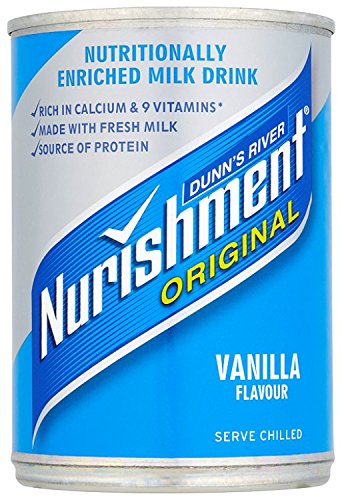 NUTRITIONALLY
ENRICHED MILK DRINK
✓RICH IN CALCIUM & 9 VITAMINS*
✓MADE WITH FRESH MILK
✓SOURCE OF PROTEIN
DUNN'S RIVER
Nurishment®
ORIGINAL
VANILLA
FLAVOUR
SERVE CHILLED